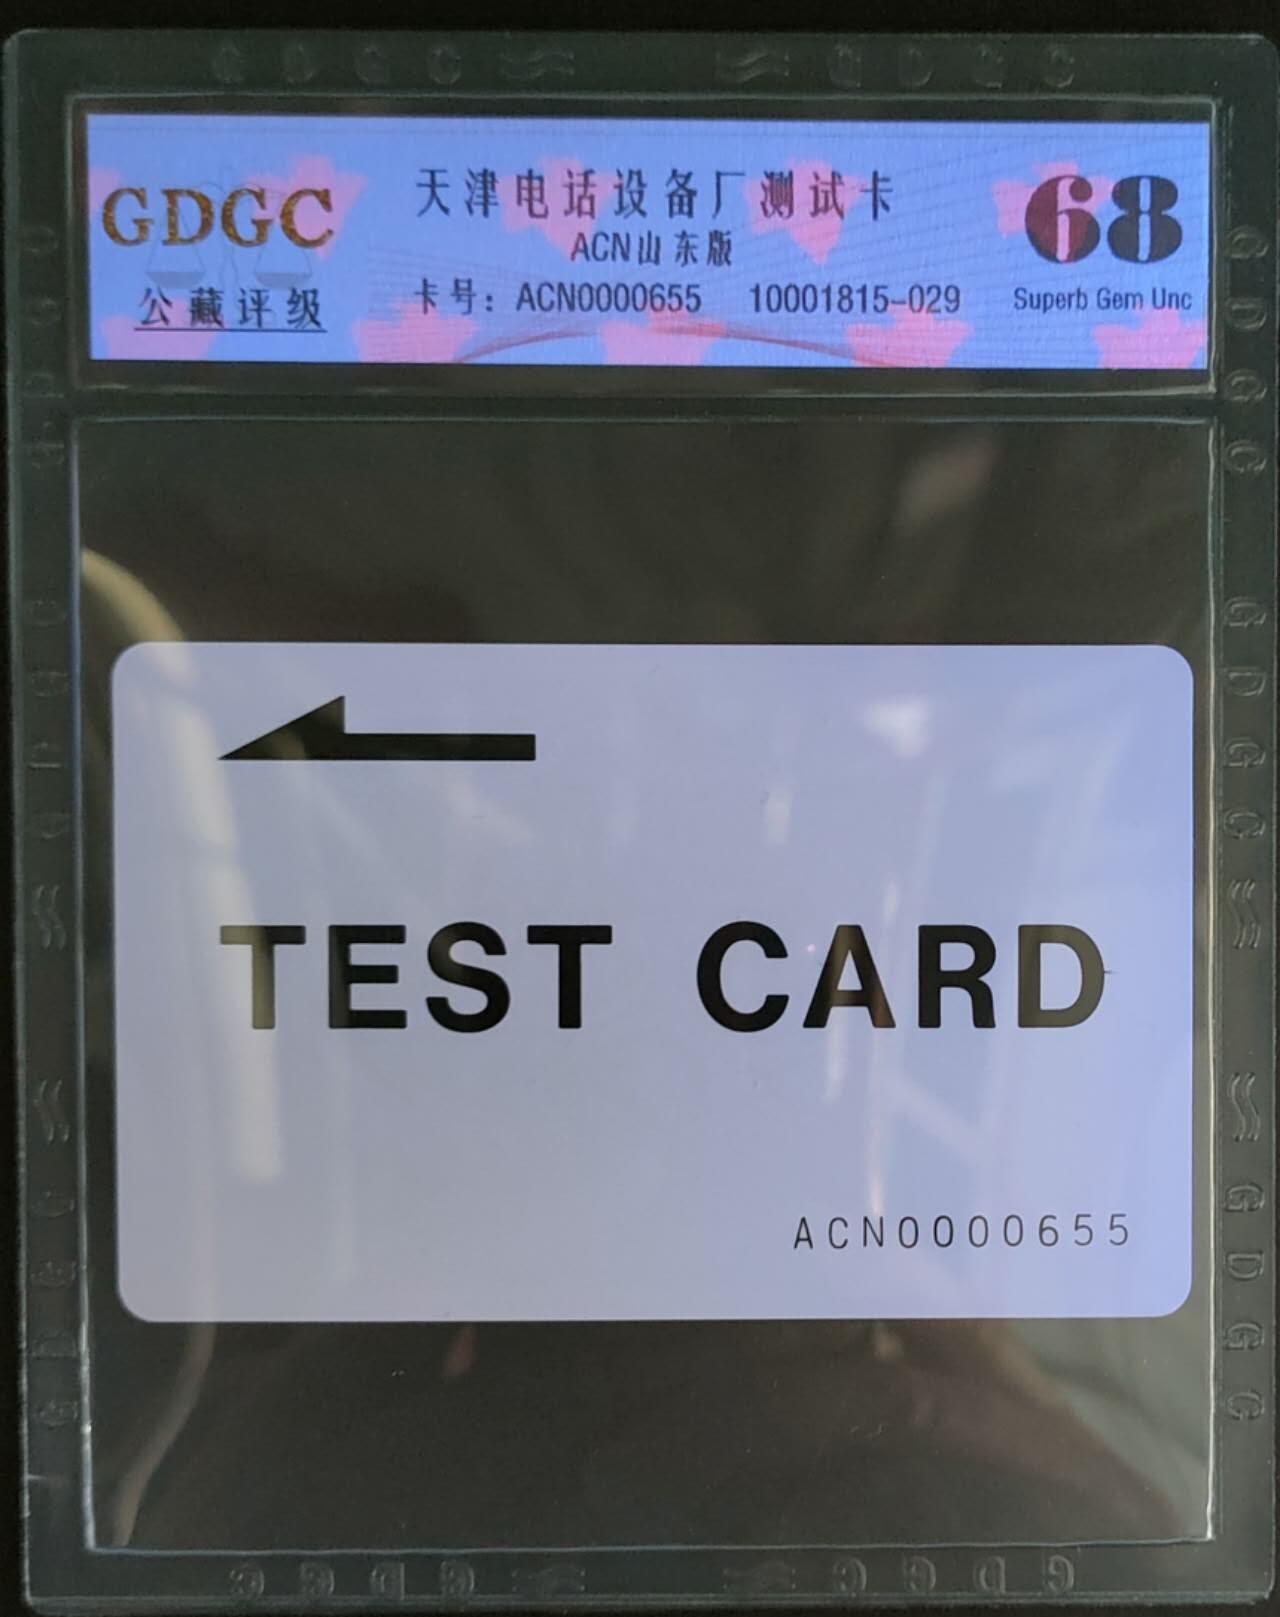 GDGC
公藏评级
天津电话设备厂测试卡
ACN山东版
卡号：ACN0000655 10001815-029
68
Superb Gem Unc
TEST CARD
ACN0000655